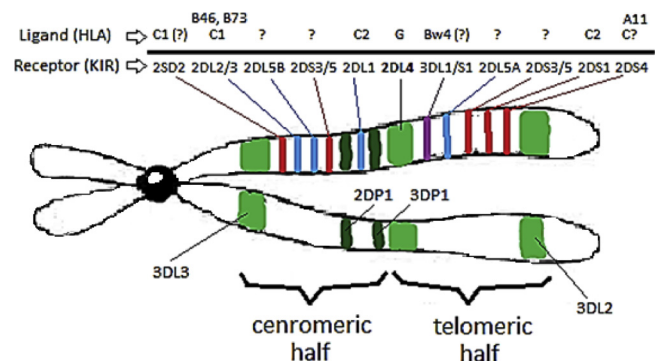 B46, B73 A11
Ligand (HLA) C1 (?) C1 ? ? C2 G Bw4 (?) ? ? C2 C?
Receptor (KIR) 2SD2 2DL2/3 2DL5B 2DS3/5 2DL1 2DL4 3DL1/S1 2DL5A 2DS3/5 2DS1 2DS4
2DP1
3DP1
3DL3
3DL2
cenromeric telomeric
half half